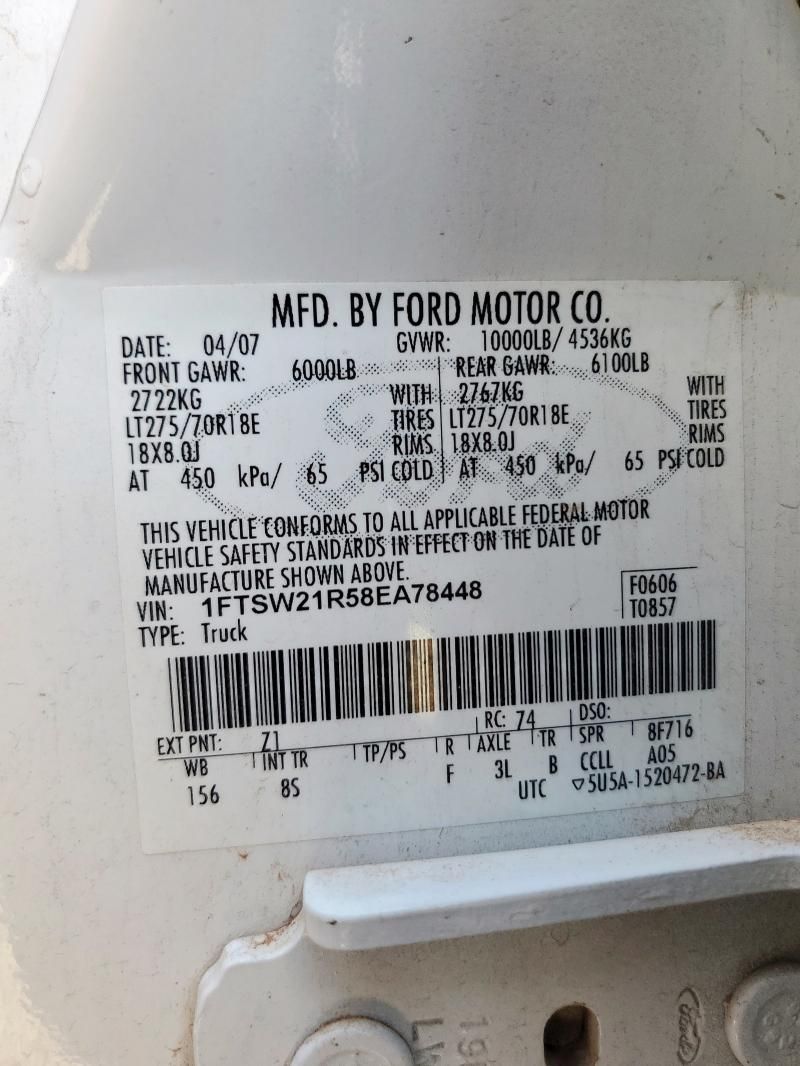 MFD. BY FORD MOTOR CO.
DATE: 04/07 GVWR: 10000LB/ 4536KG
FRONT GAWR: 6000LB REAR GAWR: 6100LB
2722KG WITH 2767KG WITH
LT275/70R18E TIRES LT275/70R18E TIRES
18X8.0J RIMS 18X8.0J RIMS
AT 450 kPa/ 65 PSI COLD AT 450 kPa/ 65 PSI COLD
THIS VEHICLE CONFORMS TO ALL APPLICABLE FEDERAL MOTOR
VEHICLE SAFETY STANDARDS IN EFFECT ON THE DATE OF
MANUFACTURE SHOWN ABOVE.
VIN: 1FTSW21R58EA78448 F0606
TYPE: Truck T0857
EXT PNT: Z1 RC: 74 DSO:
WB INT TR TP/PS R AXLE TR SPR 8F716
156 8S F 3L B CCLL A05
UTC ▽5U5A-1520472-BA